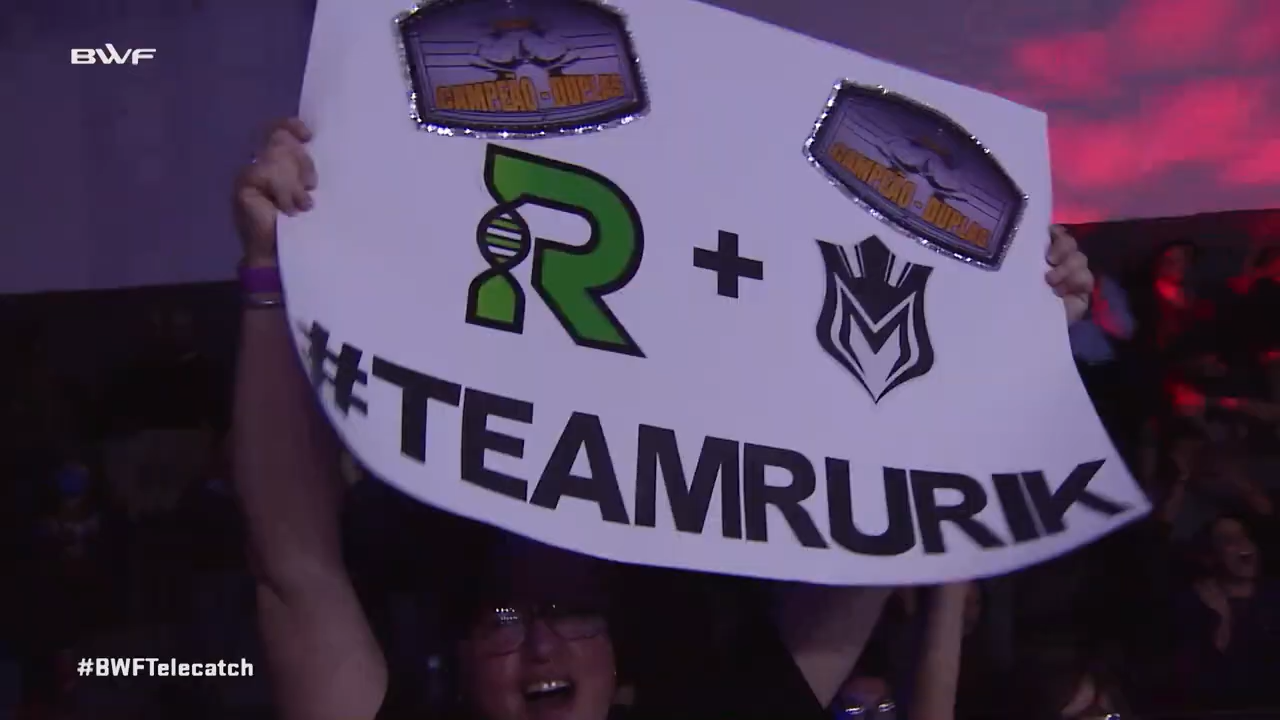 BWF
CAMPEÃO - DUPLAS
CAMPEÃO - DUPLAS
R + M
#TEAMRURIK
#BWFTelecatch